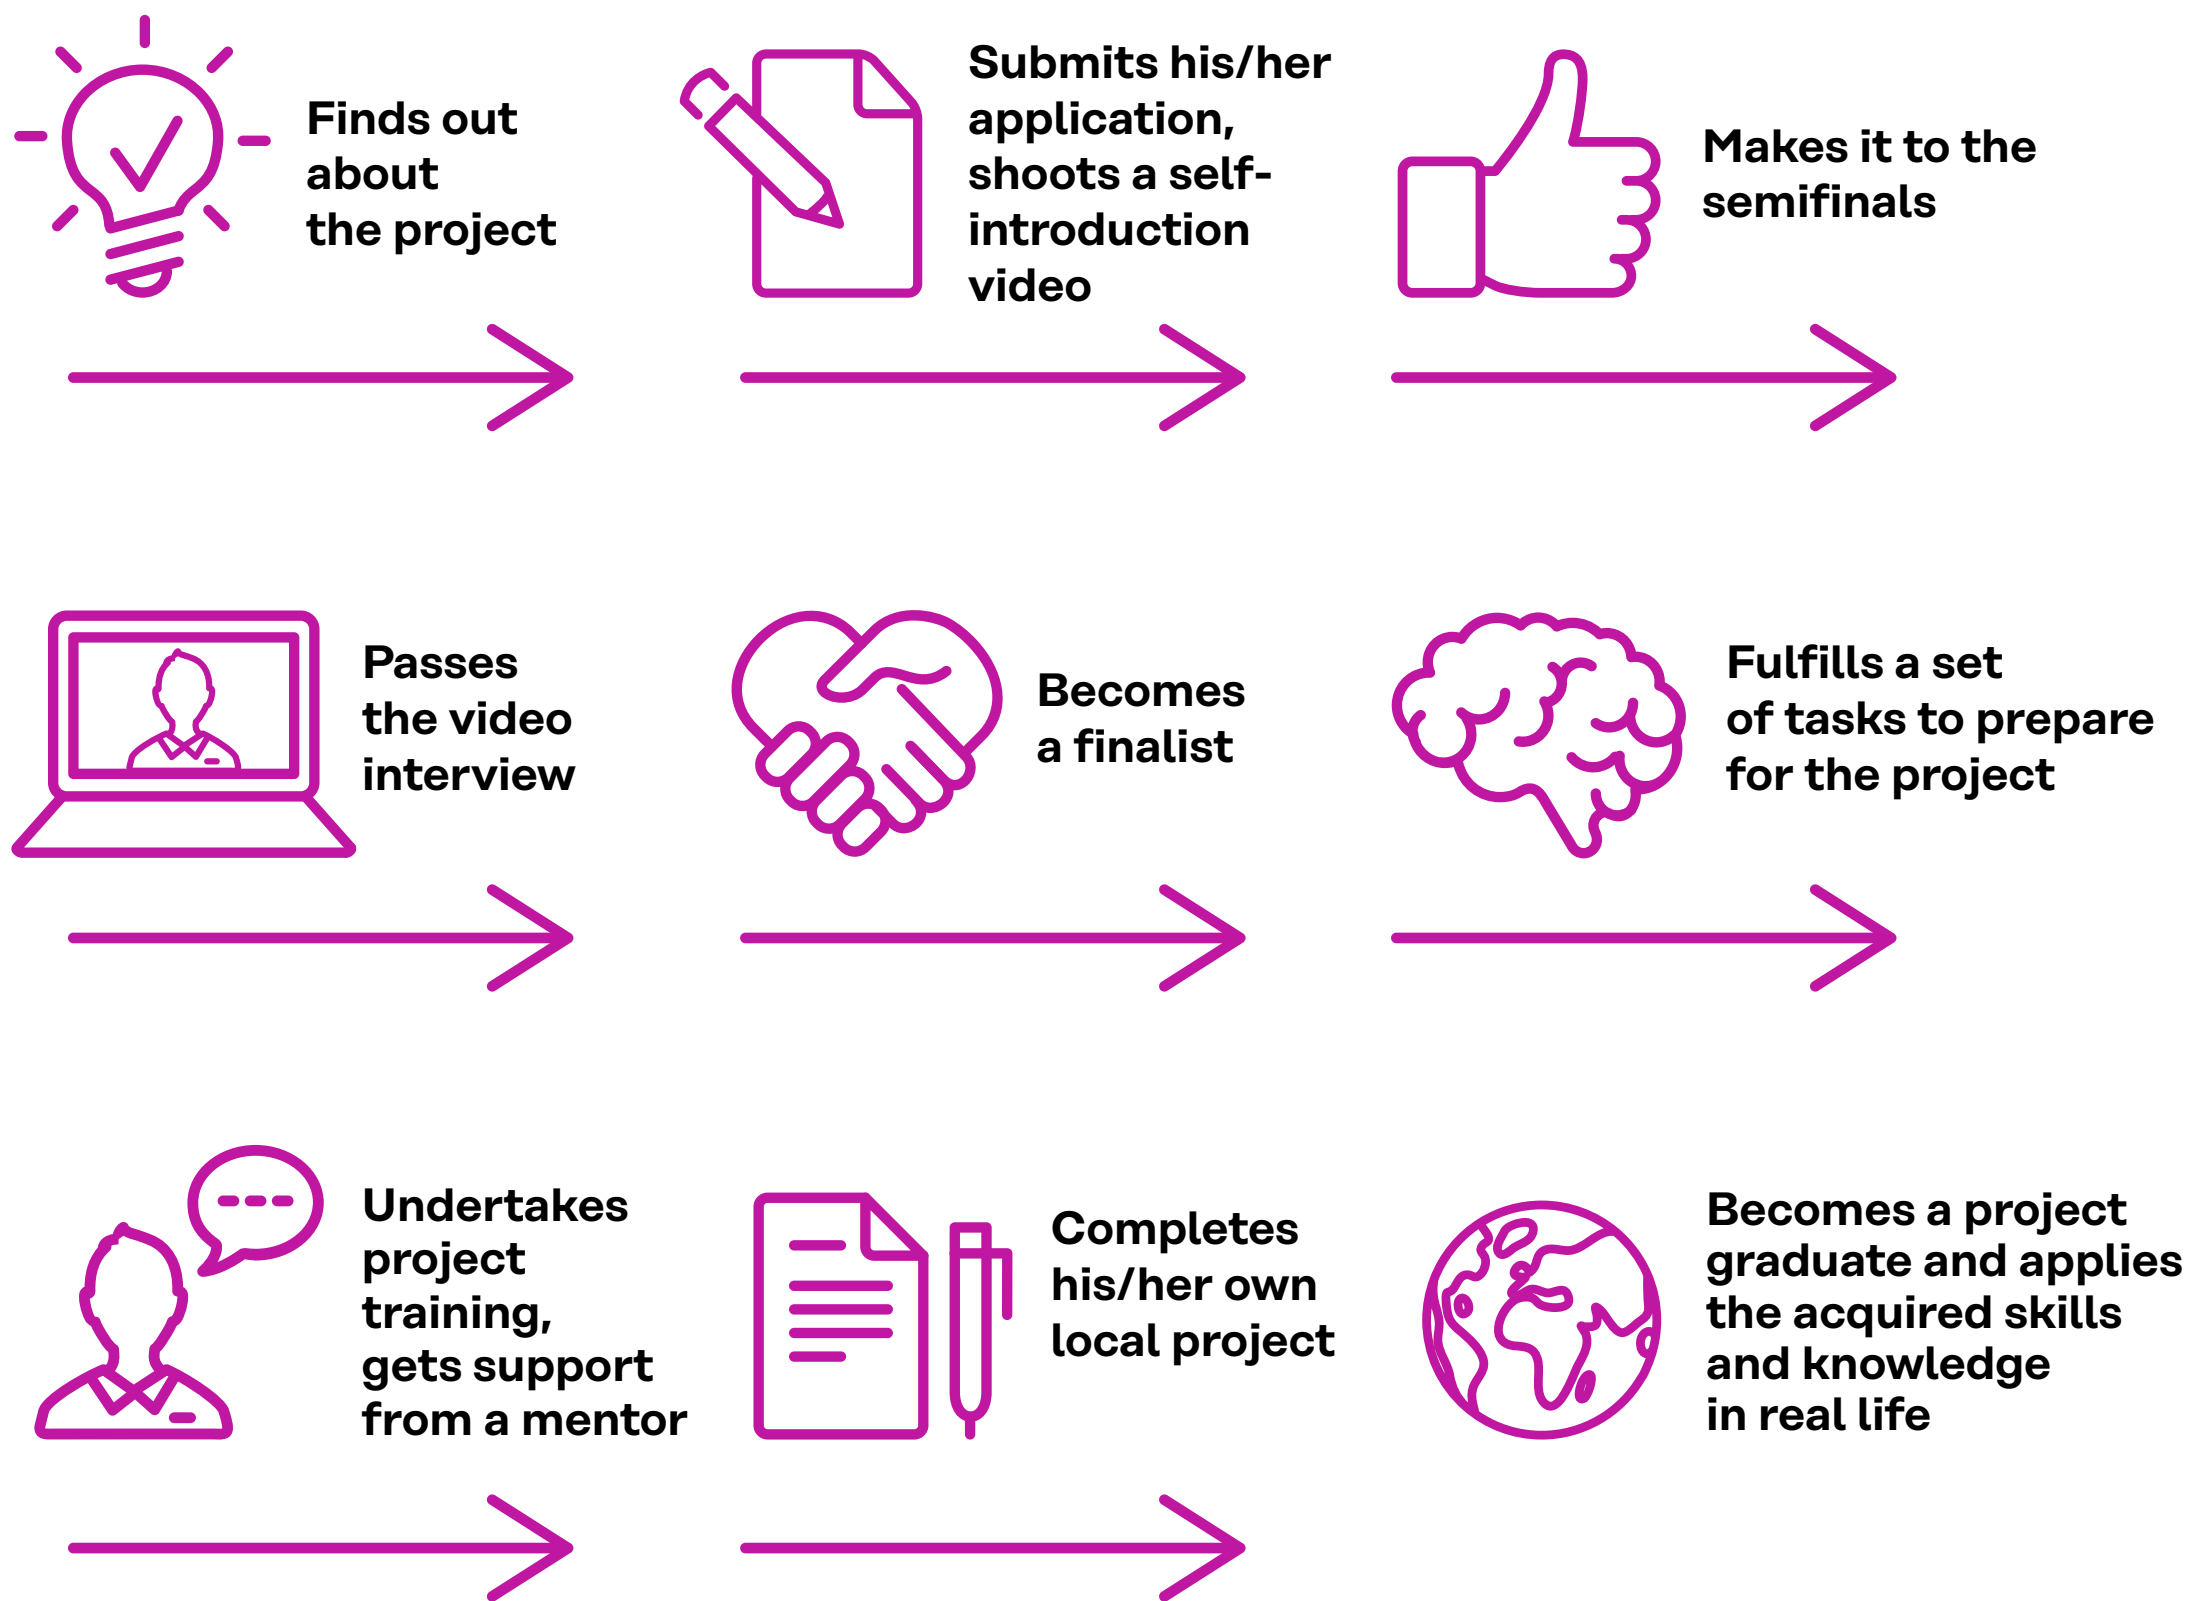 Finds out
about
the project
Submits his/her
application,
shoots a self-
introduction
video
Makes it to the
semifinals
Passes
the video
interview
Becomes
a finalist
Fulfills a set
of tasks to prepare
for the project
Undertakes
project
training,
gets support
from a mentor
Completes
his/her own
local project
Becomes a project
graduate and applies
the acquired skills
and knowledge
in real life